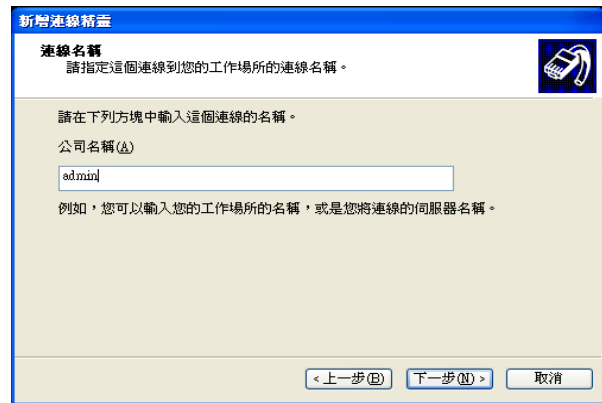 新增連線精靈
連線名稱
請指定這個連線到您的工作場所的連線名稱。
請在下列方塊中輸入這個連線的名稱。
公司名稱(A)
admin
例如，您可以輸入您的工作場所的名稱，或是您將連線的伺服器名稱。
<上一步(B) 下一步(N)> 取消